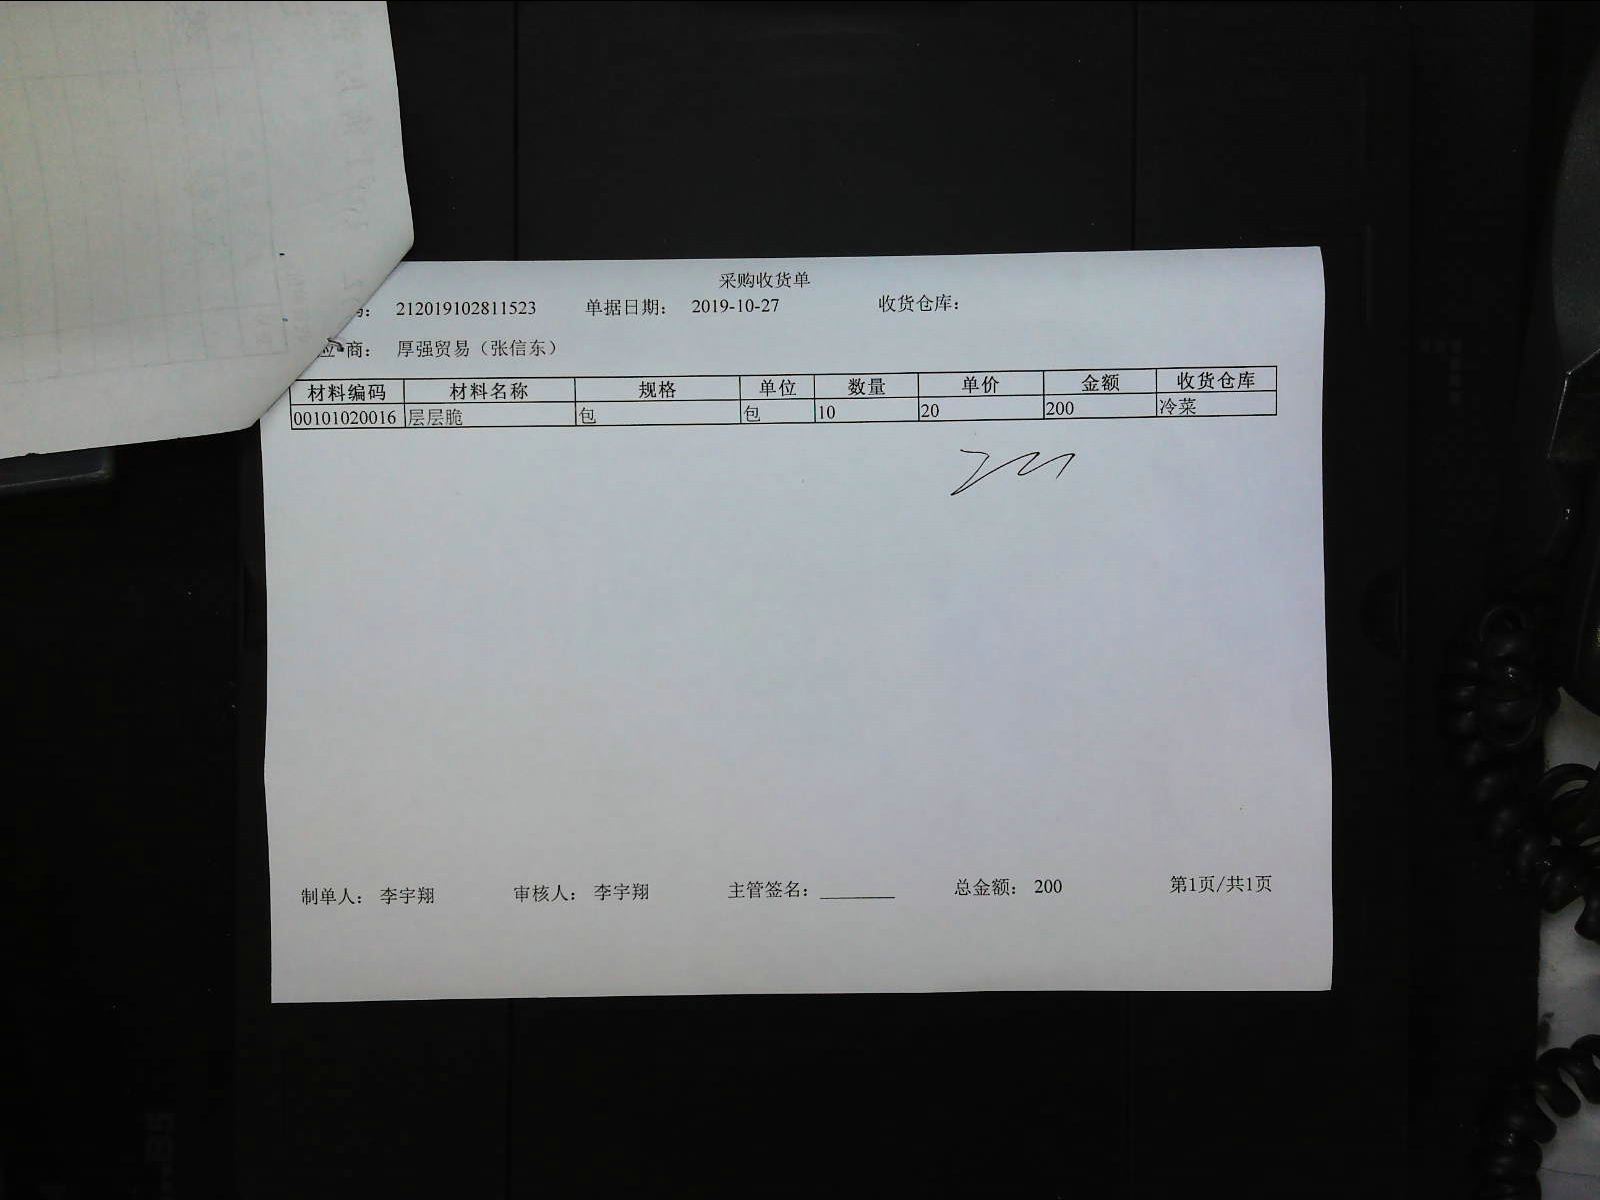 采购收货单
码： 212019102811523 单据日期： 2019-10-27 收货仓库：
应商： 厚强贸易（张信东）
材料编码 材料名称 规格 单位 数量 单价 金额 收货仓库
00101020016 层层脆 包 包 10 20 200 冷菜
制单人： 李宇翔 审核人： 李宇翔 主管签名： ________ 总金额： 200 第1页/共1页